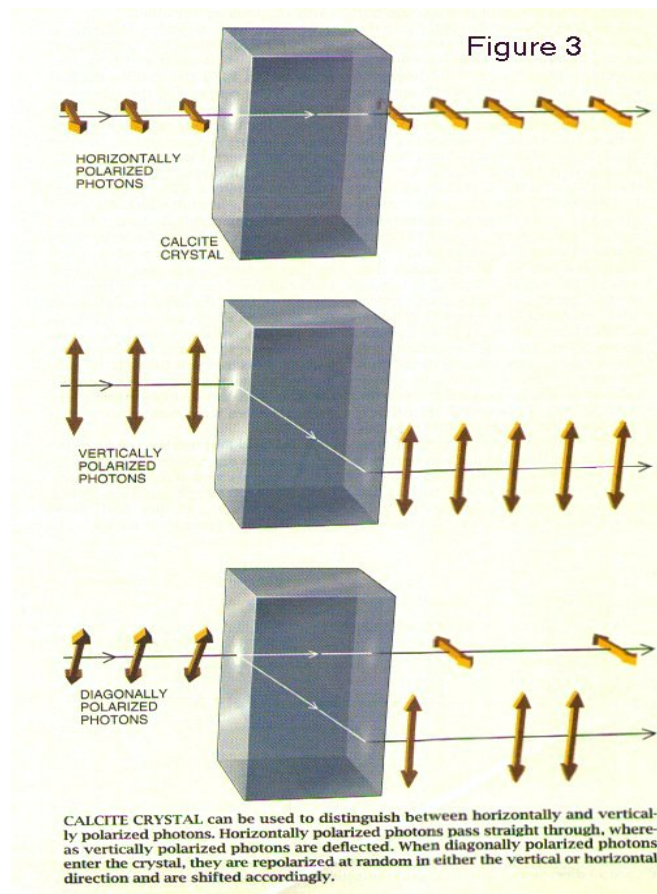 Figure 3
HORIZONTALLY
POLARIZED
PHOTONS
CALCITE
CRYSTAL
VERTICALLY
POLARIZED
PHOTONS
DIAGONALLY
POLARIZED
PHOTONS
CALCITE CRYSTAL can be used to distinguish between horizontally and vertical-
ly polarized photons. Horizontally polarized photons pass straight through, where-
as vertically polarized photons are deflected. When diagonally polarized photons
enter the crystal, they are repolarized at random in either the vertical or horizontal
direction and are shifted accordingly.